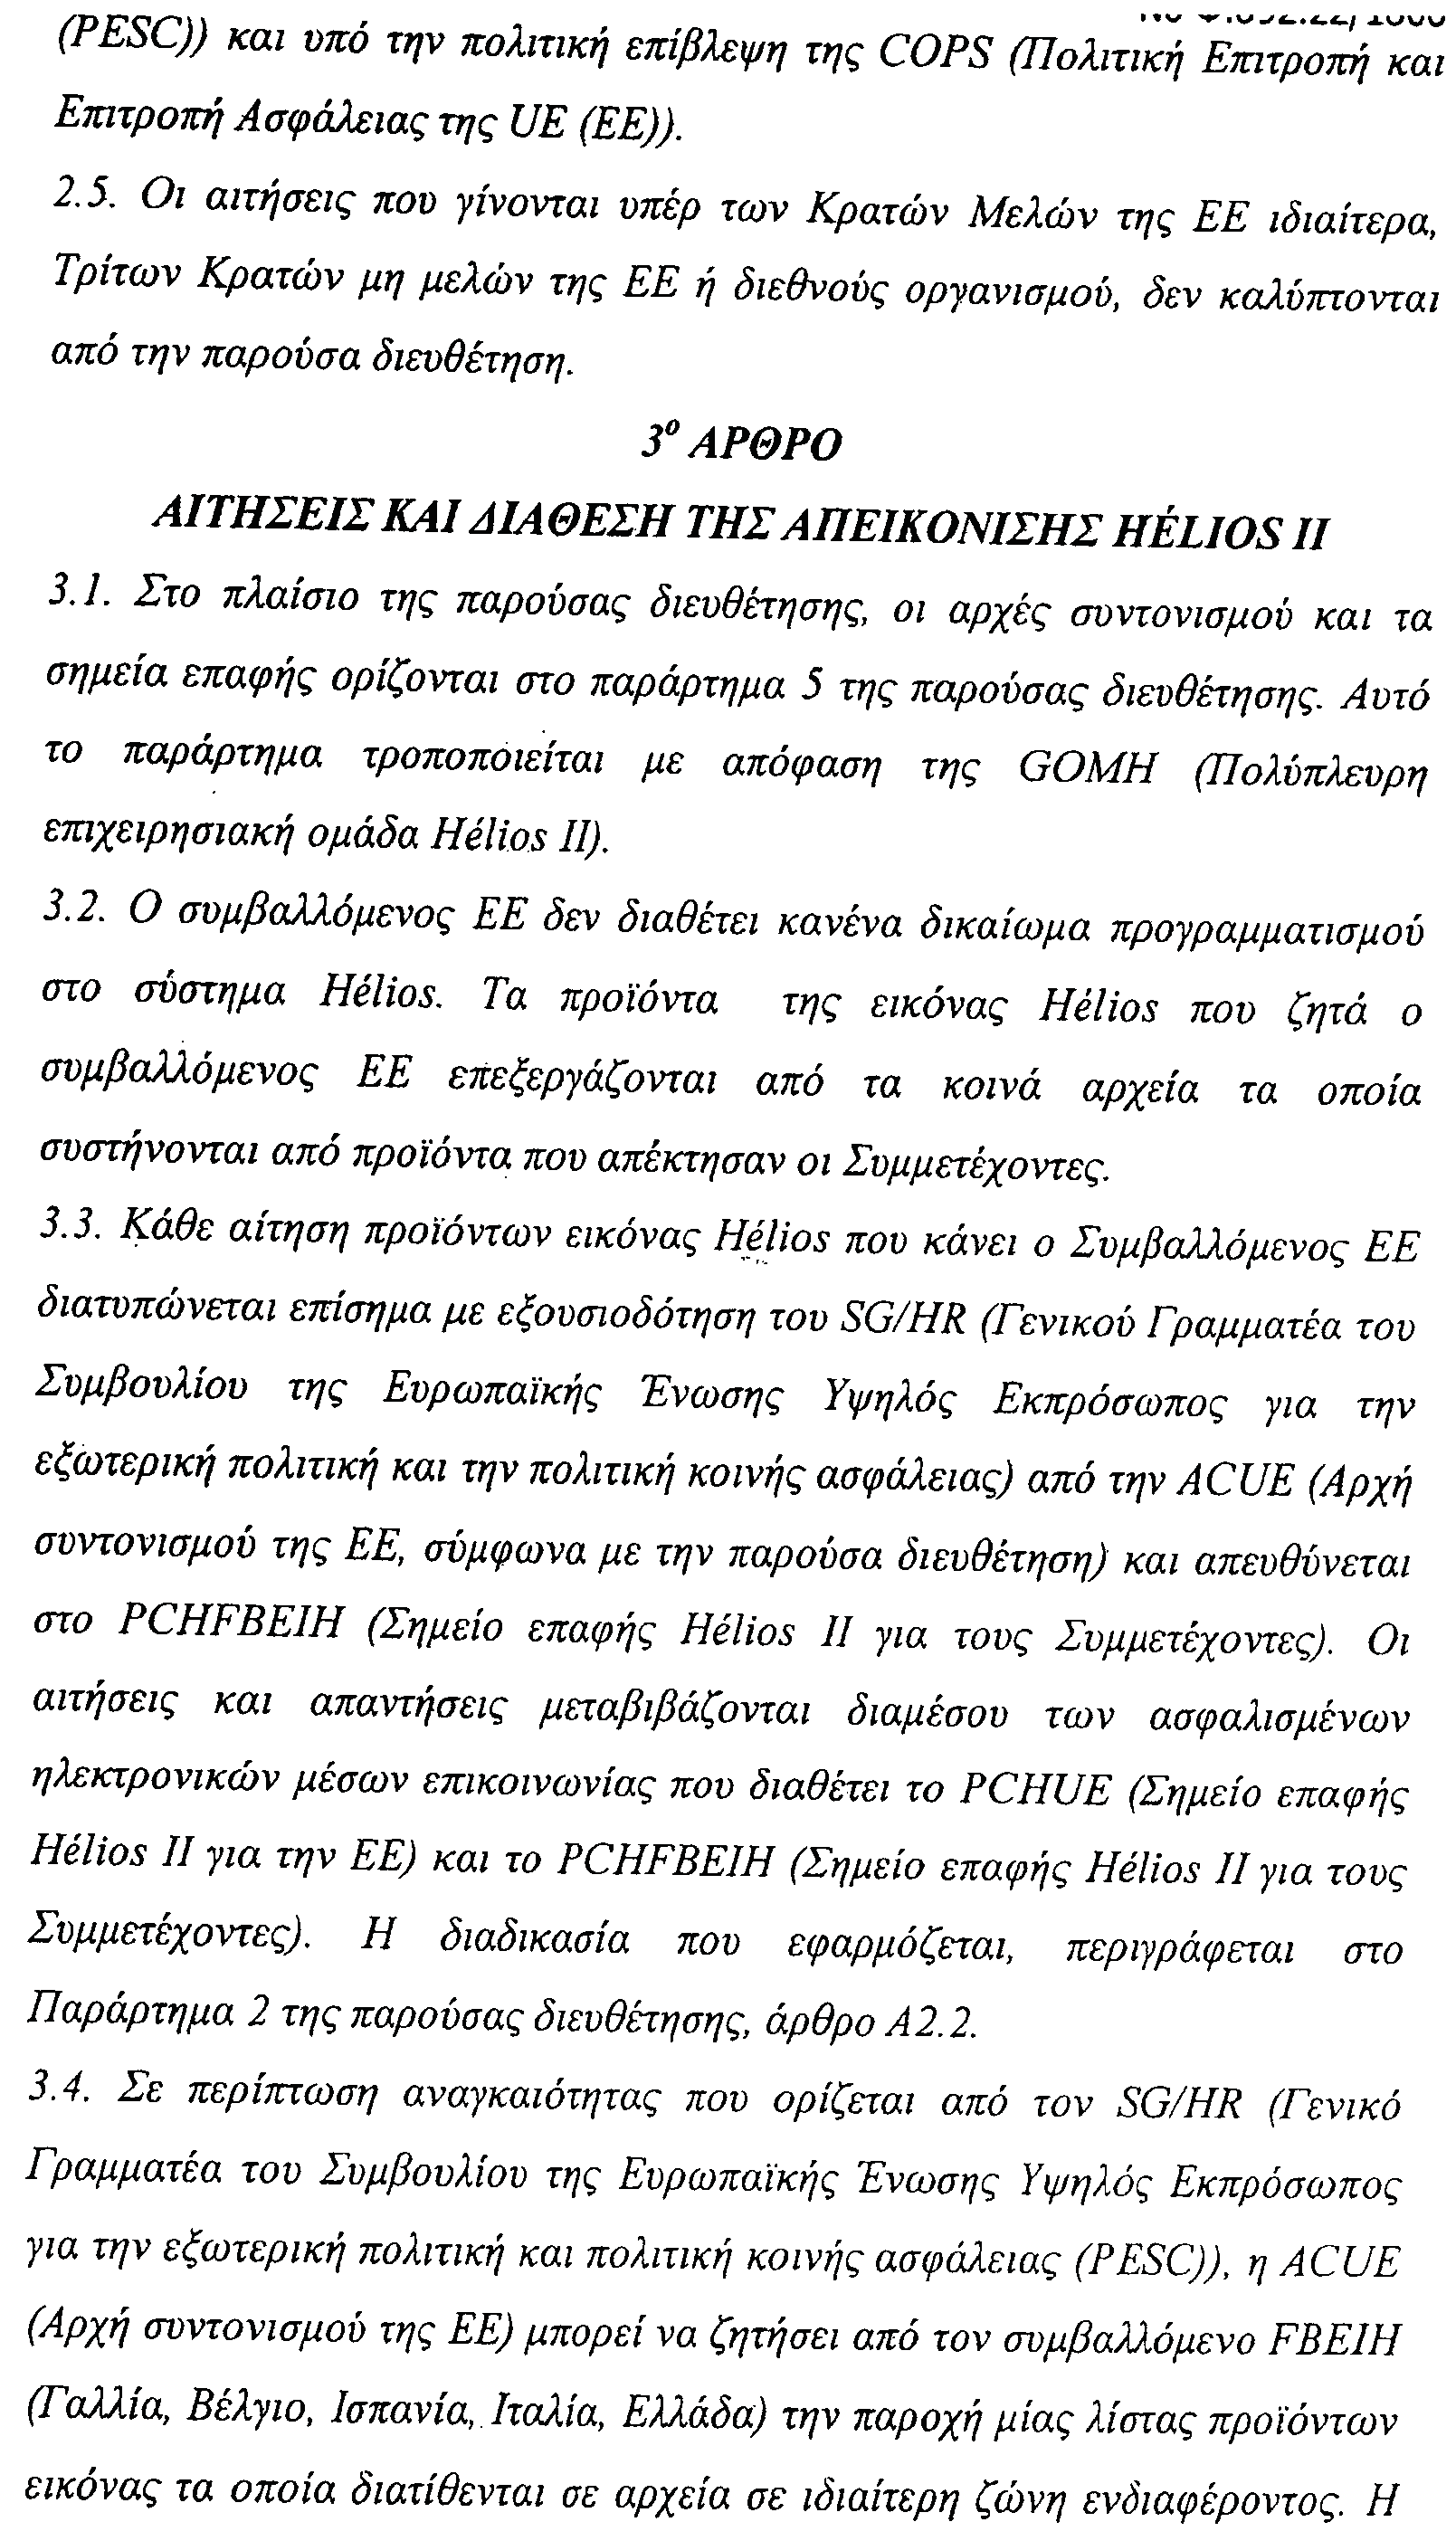 (PESC)) και υπό την πολιτική επίβλεψη της COPS (Πολιτική Επιτροπή και
Επιτροπή Ασφάλειας της UE (ΕΕ)).
2.5. Οι αιτήσεις που γίνονται υπέρ των Κρατών Μελών της ΕΕ ιδιαίτερα,
Τρίτων Κρατών μη μελών της ΕΕ ή διεθνούς οργανισμού, δεν καλύπτονται
από την παρούσα διευθέτηση.
3º ΑΡΘΡΟ
ΑΙΤΗΣΕΙΣ ΚΑΙ ΔΙΑΘΕΣΗ ΤΗΣ ΑΠΕΙΚΟΝΙΣΗΣ HÉLIOS II
3.1. Στο πλαίσιο της παρούσας διευθέτησης, οι αρχές συντονισμού και τα
σημεία επαφής ορίζονται στο παράρτημα 5 της παρούσας διευθέτησης. Αυτό
το παράρτημα τροποποιείται με απόφαση της GOMH (Πολύπλευρη
επιχειρησιακή ομάδα Hélios II).
3.2. Ο συμβαλλόμενος ΕΕ δεν διαθέτει κανένα δικαίωμα προγραμματισμού
στο σύστημα Hélios. Τα προϊόντα της εικόνας Hélios που ζητά ο
συμβαλλόμενος ΕΕ επεξεργάζονται από τα κοινά αρχεία τα οποία
συστήνονται από προϊόντα που απέκτησαν οι Συμμετέχοντες.
3.3. Κάθε αίτηση προϊόντων εικόνας Hélios που κάνει ο Συμβαλλόμενος ΕΕ
διατυπώνεται επίσημα με εξουσιοδότηση του SG/HR (Γενικού Γραμματέα του
Συμβουλίου της Ευρωπαϊκής Ένωσης Υψηλός Εκπρόσωπος για την
εξωτερική πολιτική και την πολιτική κοινής ασφάλειας) από την ACUE (Αρχή
συντονισμού της ΕΕ, σύμφωνα με την παρούσα διευθέτηση) και απευθύνεται
στο PCHFBEIH (Σημείο επαφής Hélios II για τους Συμμετέχοντες). Οι
αιτήσεις και απαντήσεις μεταβιβάζονται διαμέσου των ασφαλισμένων
ηλεκτρονικών μέσων επικοινωνίας που διαθέτει το PCHUE (Σημείο επαφής
Hélios II για την ΕΕ) και το PCHFBEIH (Σημείο επαφής Hélios II για τους
Συμμετέχοντες). Η διαδικασία που εφαρμόζεται, περιγράφεται στο
Παράρτημα 2 της παρούσας διευθέτησης, άρθρο Α2.2.
3.4. Σε περίπτωση αναγκαιότητας που ορίζεται από τον SG/HR (Γενικό
Γραμματέα του Συμβουλίου της Ευρωπαϊκής Ένωσης Υψηλός Εκπρόσωπος
για την εξωτερική πολιτική και πολιτική κοινής ασφάλειας (PESC)), η ACUE
(Αρχή συντονισμού της ΕΕ) μπορεί να ζητήσει από τον συμβαλλόμενο FBEIH
(Γαλλία, Βέλγιο, Ισπανία, Ιταλία, Ελλάδα) την παροχή μίας λίστας προϊόντων
εικόνας τα οποία διατίθενται σε αρχεία σε ιδιαίτερη ζώνη ενδιαφέροντος. Η